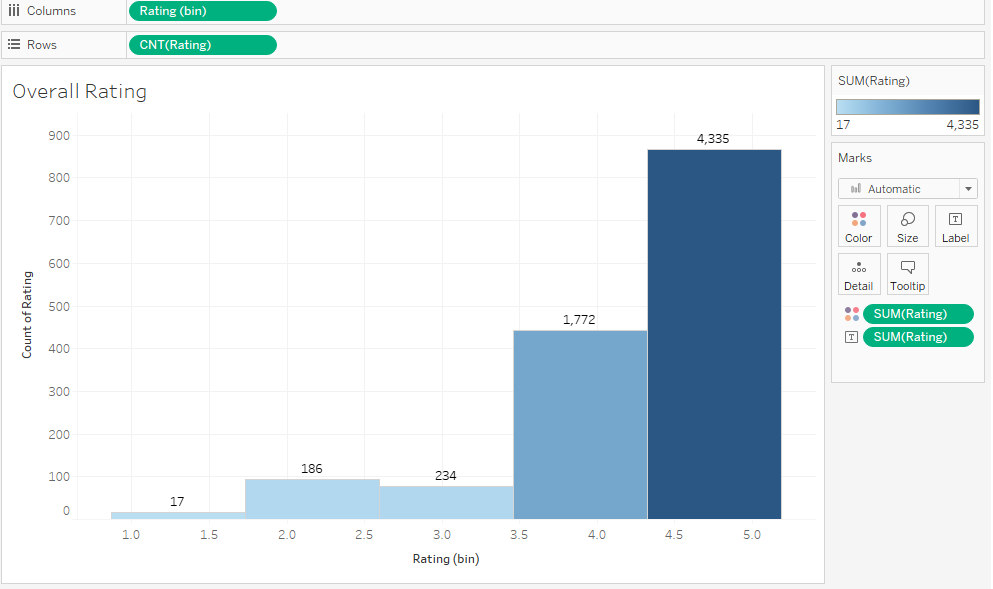 Columns
Rating (bin)
Rows
CNT(Rating)
Overall Rating
Count of Rating
900
800
700
600
500
400
300
200
100
0
17
186
234
1,772
4,335
1.0 1.5 2.0 2.5 3.0 3.5 4.0 4.5 5.0
Rating (bin)
SUM(Rating)
17 4,335
Marks
Automatic
Color Size T Label
Detail Tooltip
SUM(Rating)
T SUM(Rating)